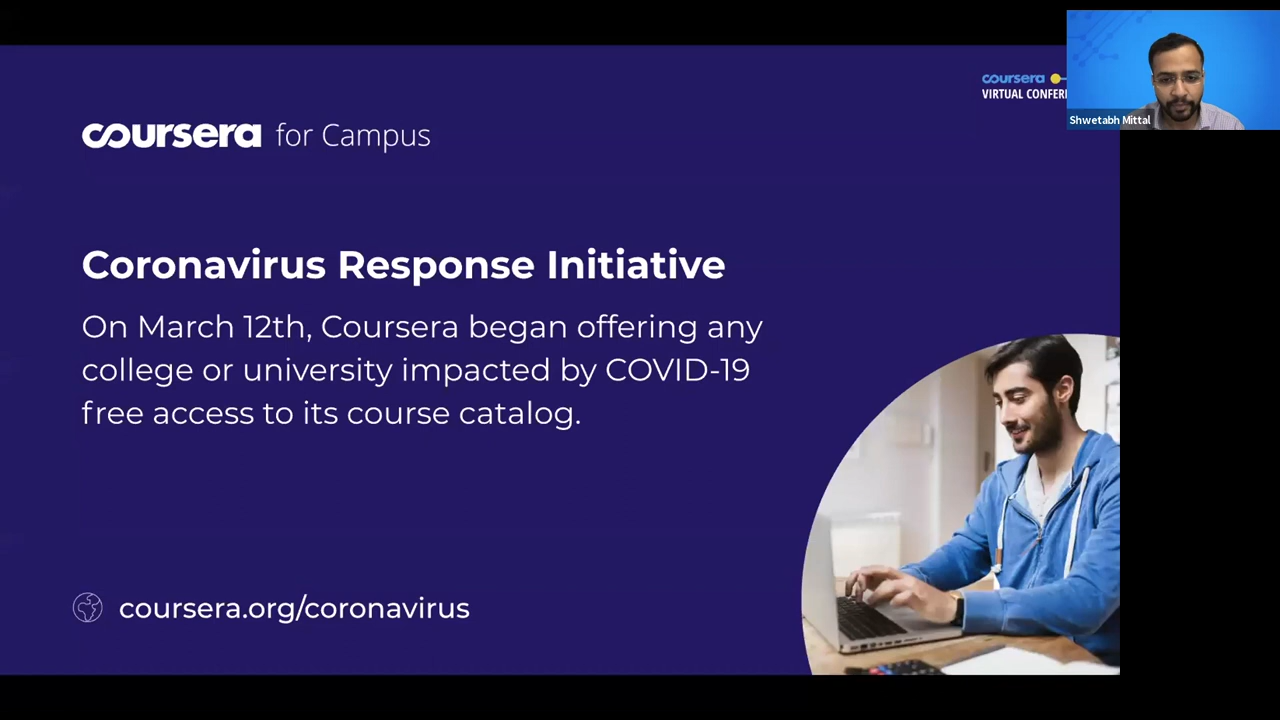 coursera
VIRTUAL
Shwetabh Mittal
coursera for Campus
Coronavirus Response Initiative
On March 12th, Coursera began offering any
college or university impacted by COVID-19
free access to its course catalog.
coursera.org/coronavirus